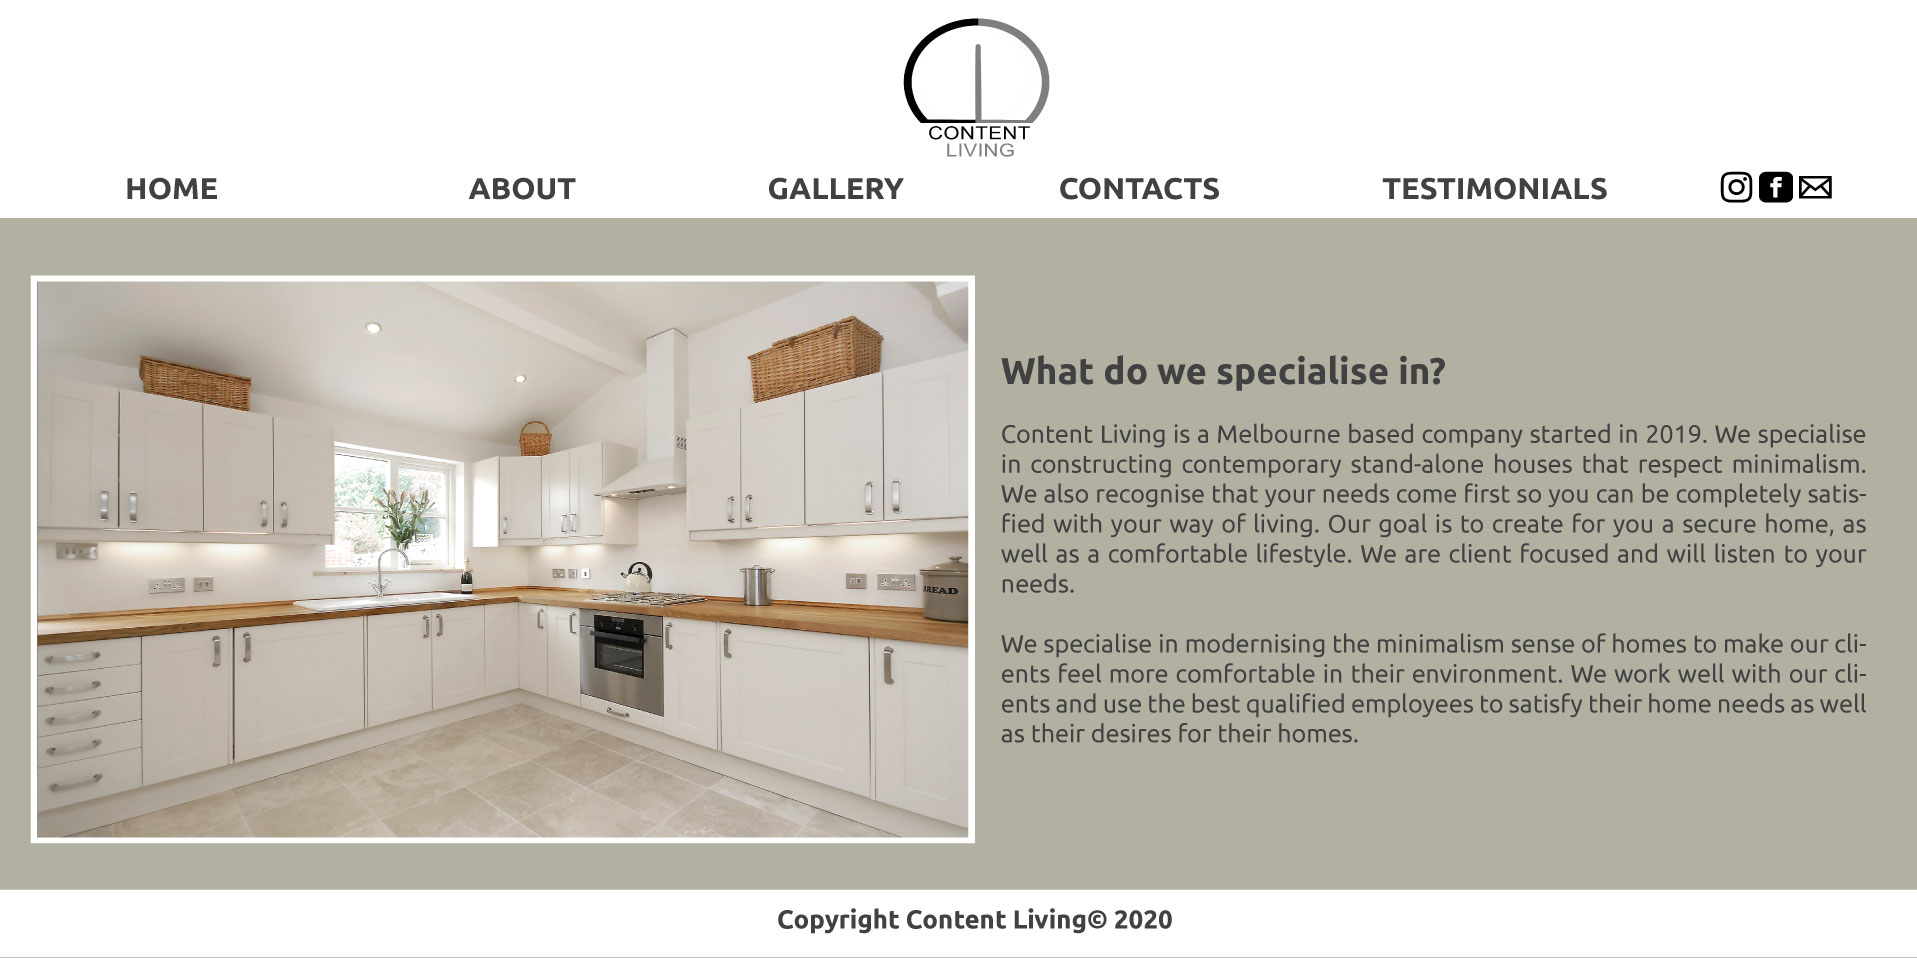 CONTENT
LIVING
HOME ABOUT GALLERY CONTACTS TESTIMONIALS
What do we specialise in?
Content Living is a Melbourne based company started in 2019. We specialise
in constructing contemporary stand-alone houses that respect minimalism.
We also recognise that your needs come first so you can be completely satis-
fied with your way of living. Our goal is to create for you a secure home, as
well as a comfortable lifestyle. We are client focused and will listen to your
needs.
We specialise in modernising the minimalism sense of homes to make our cli-
ents feel more comfortable in their environment. We work well with our cli-
ents and use the best qualified employees to satisfy their home needs as well
as their desires for their homes.
BREAD
Copyright Content Living© 2020